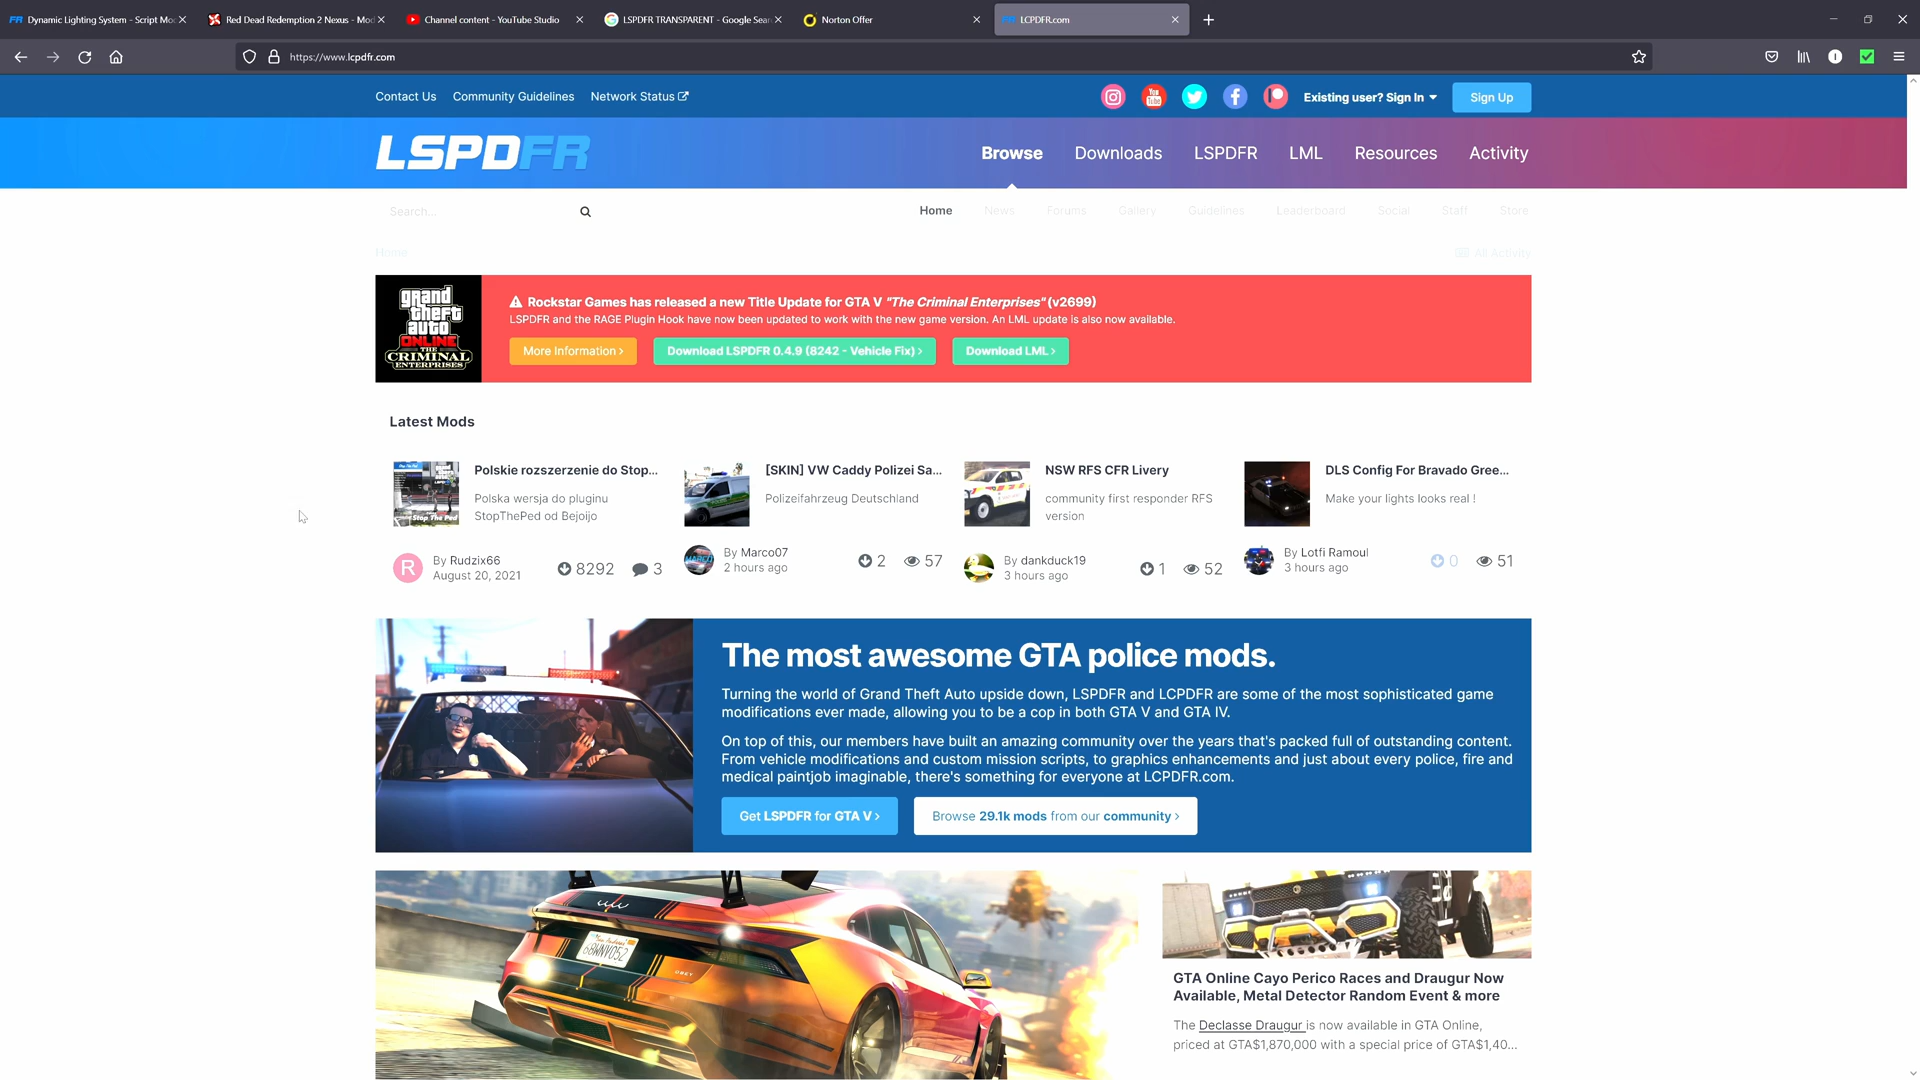 Dynamic Lighting System - Script Mod
Red Dead Redemption 2 Nexus - Mod
Channel content - YouTube Studio
LSPDFR TRANSPARENT - Google Sear
Norton Offer
LCPDFR.com
https://www.lcpdfr.com
Contact Us
Community Guidelines
Network Status
Existing user? Sign In
Sign Up
LSPDFR
Browse
Downloads
LSPDFR
LML
Resources
Activity
Search...
Home
News
Forums
Gallery
Guidelines
Leaderboard
Social
Staff
Store
Home
All Activity
grand
theft
auto
ONLINE
THE
CRIMINAL
ENTERPRISES
Rockstar Games has released a new Title Update for GTA V "The Criminal Enterprises" (v2699)
LSPDFR and the RAGE Plugin Hook have now been updated to work with the new game version. An LML update is also now available.
More Information ›
Download LSPDFR 0.4.9 (8242 - Vehicle Fix) ›
Download LML ›
Latest Mods
Polskie rozszerzenie do Stop...
Polska wersja do pluginu
StopThePed od Bejoijo
Stop The Ped
R
By Rudzix66
August 20, 2021
8292
3
[SKIN] VW Caddy Polizei Sa...
Polizeifahrzeug Deutschland
By Marco07
2 hours ago
2
57
NSW RFS CFR Livery
community first responder RFS
version
By dankduck19
3 hours ago
1
52
DLS Config For Bravado Gree...
Make your lights looks real !
By Lotfi Ramoul
3 hours ago
0
51
The most awesome GTA police mods.
Turning the world of Grand Theft Auto upside down, LSPDFR and LCPDFR are some of the most sophisticated game
modifications ever made, allowing you to be a cop in both GTA V and GTA IV.
On top of this, our members have built an amazing community over the years that's packed full of outstanding content.
From vehicle modifications and custom mission scripts, to graphics enhancements and just about every police, fire and
medical paintjob imaginable, there's something for everyone at LCPDFR.com.
Get LSPDFR for GTA V ›
Browse 29.1k mods from our community ›
San Andreas
68WNV052
OBEY
GTA Online Cayo Perico Races and Draugur Now
Available, Metal Detector Random Event & more
The Declasse Draugur is now available in GTA Online,
priced at GTA$1,870,000 with a special price of GTA$1,40...